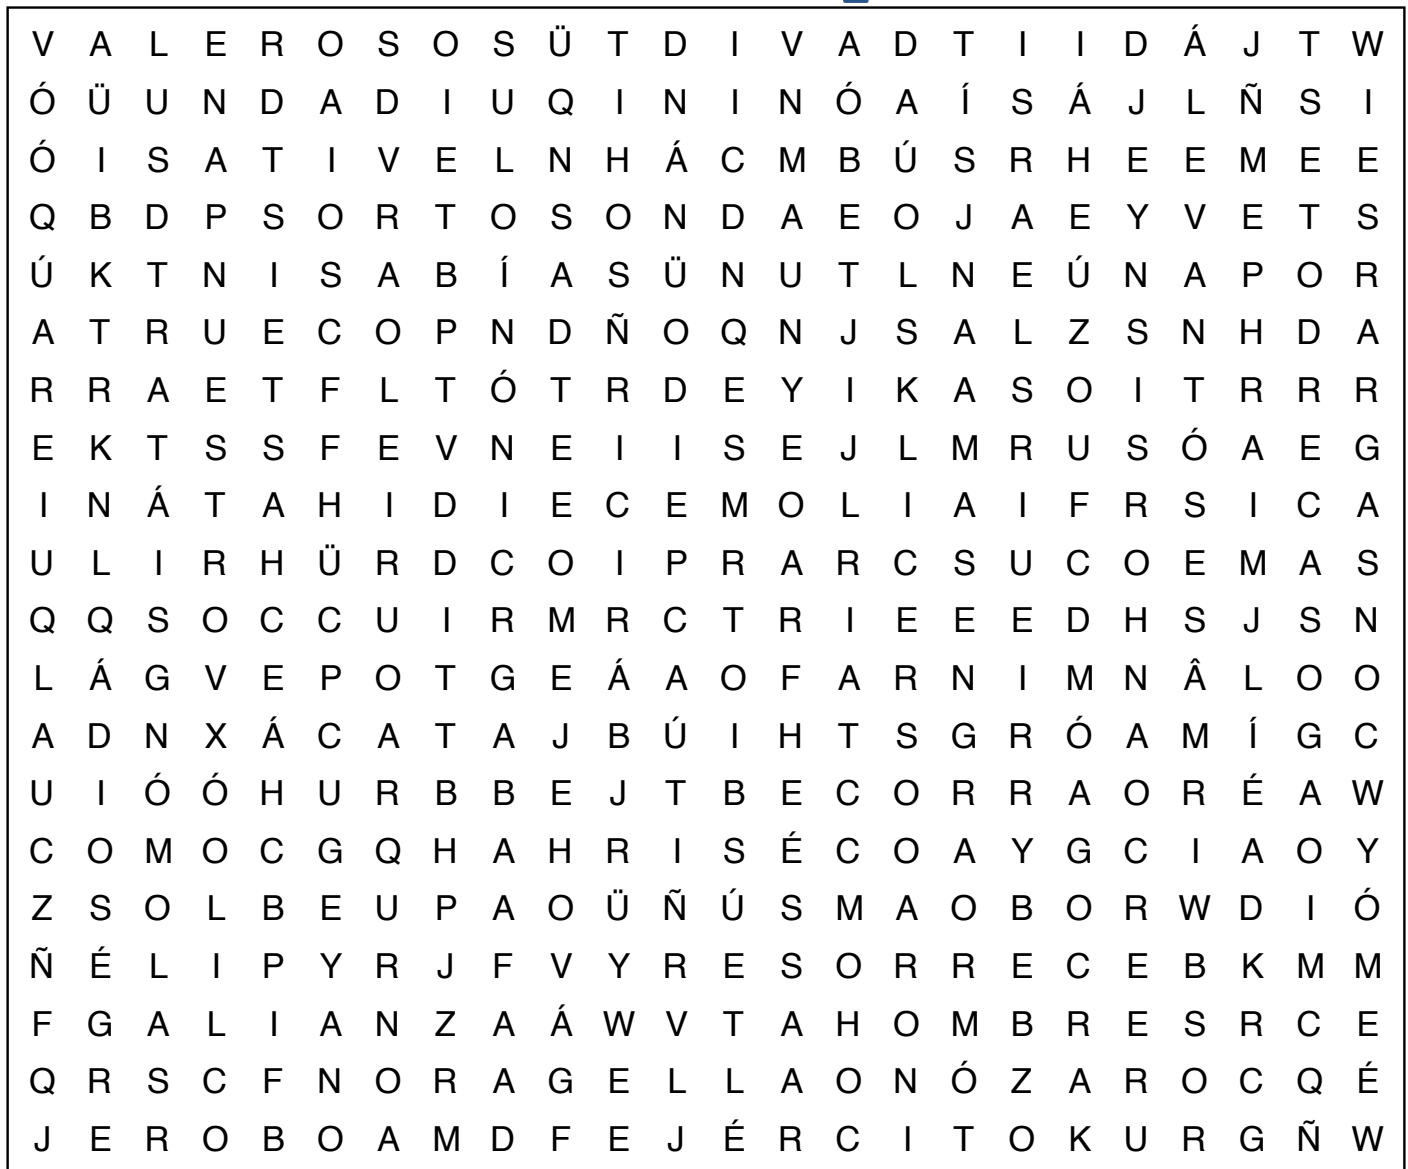 V A L E R O S O S Ü T D I V A D T I I D Á J T W
Ó Ü U N D A D I U Q I N I N Ó A Í S Á J L Ñ S I
Ó I S A T I V E L N H Á C M B Ú S R H E E M E E
Q B D P S O R T O S O N D A E O J A E Y V E T S
Ú K T N I S A B Í A S Ü N U T L N E Ú N A P O R
A T R U E C O P N D Ñ O Q N J S A L Z S N H D A
R R A E T F L T Ó T R D E Y I K A S O I T R R R
E K T S S F E V N E I I S E J L M R U S Ó A E G
I N Á T A H I D I E C E M O L I A I F R S I C A
U L I R H Ü R D C O I P R A R C S U C O E M A S
Q Q S O C C U I R M R C T R I E E E D H S J S N
L Á G V E P O T G E Á A O F A R N I M N Â L O O
A D N X Á C A T A J B Ú I H T S G R Ó A M Í G C
U I Ó Ó H U R B B E J T B E C O R R A O R É A W
C O M O C G Q H A H R I S É C O A Y G C I A O Y
Z S O L B E U P A O Ü Ñ Ú S M A O B O R W D I Ó
Ñ É L I P Y R J F V Y R E S O R R E C E B K M M
F G A L I A N Z A Á W V T A H O M B R E S R C E
Q R S C F N O R A G E L L A O N Ó Z A R O C Q É
J E R O B O A M D F E J É R C I T O K U R G Ñ W